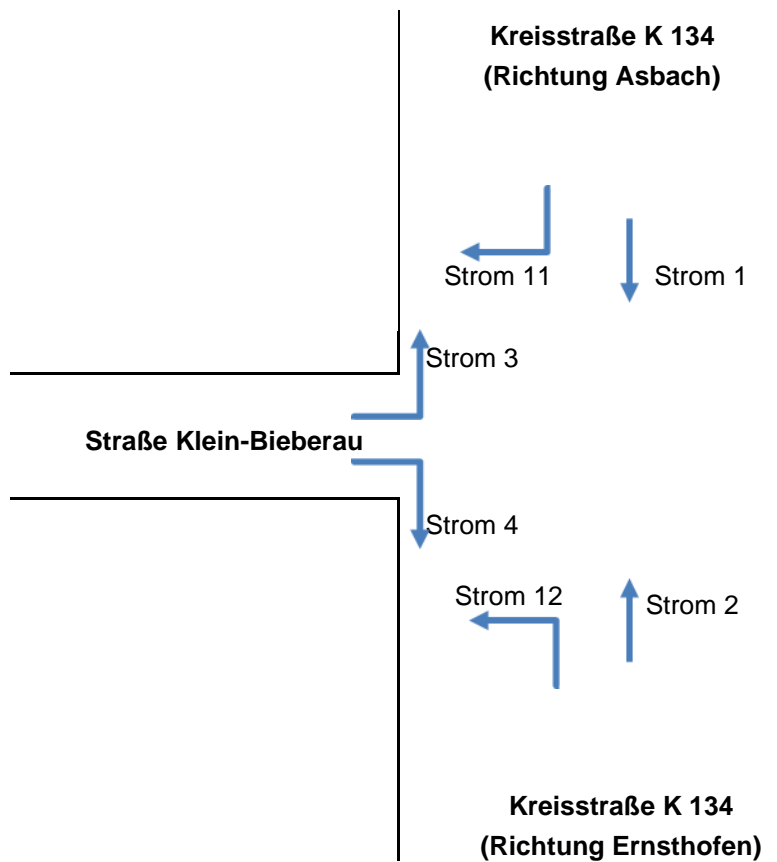 Kreisstraße K 134
(Richtung Asbach)
Strom 11
Strom 1
Strom 3
Straße Klein-Bieberau
Strom 4
Strom 12
Strom 2
Kreisstraße K 134
(Richtung Ernsthofen)